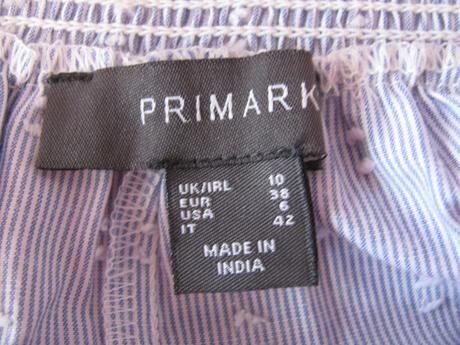 PRIMARK
UK/IRL 10
EUR 38
USA 6
IT 42
MADE IN
INDIA